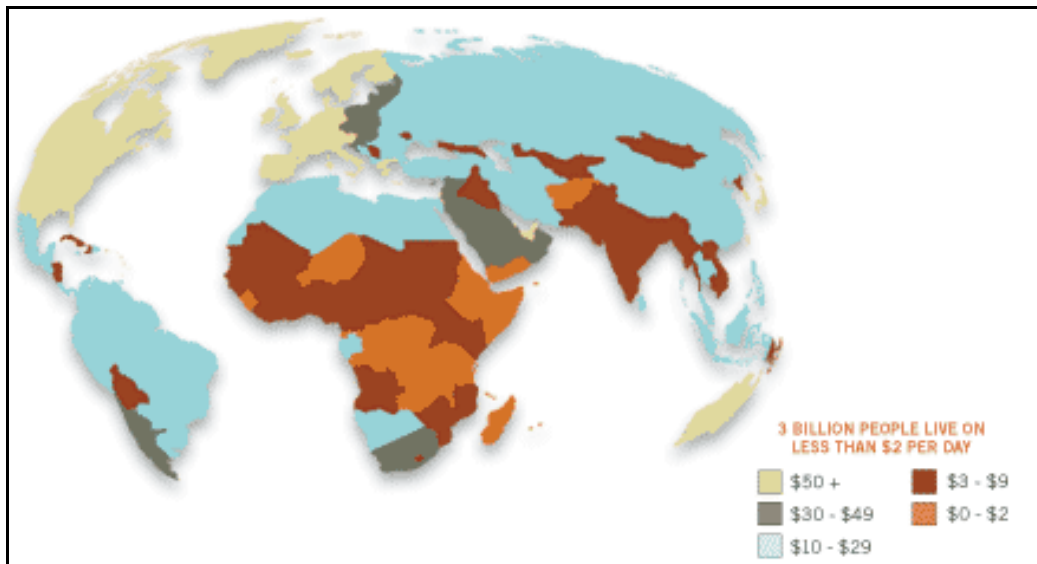 3 BILLION PEOPLE LIVE ON
LESS THAN $2 PER DAY
$50 +
$30 - $49
$10 - $29
$3 - $9
$0 - $2